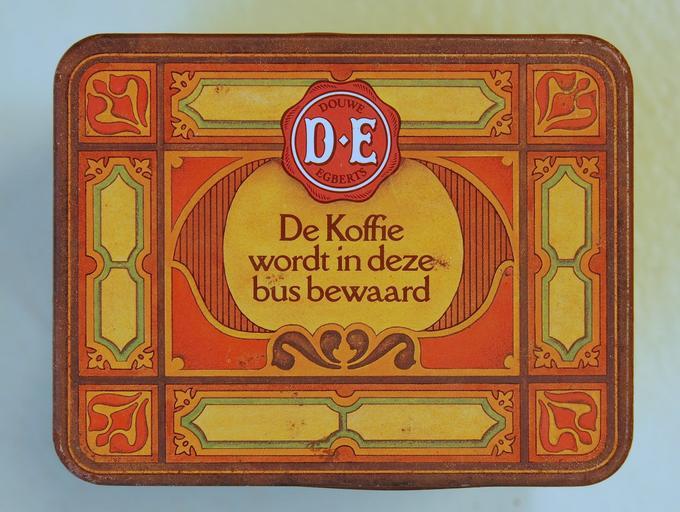 DOUWE
D·E
EGBERTS
De Koffie
wordt in deze
bus bewaard